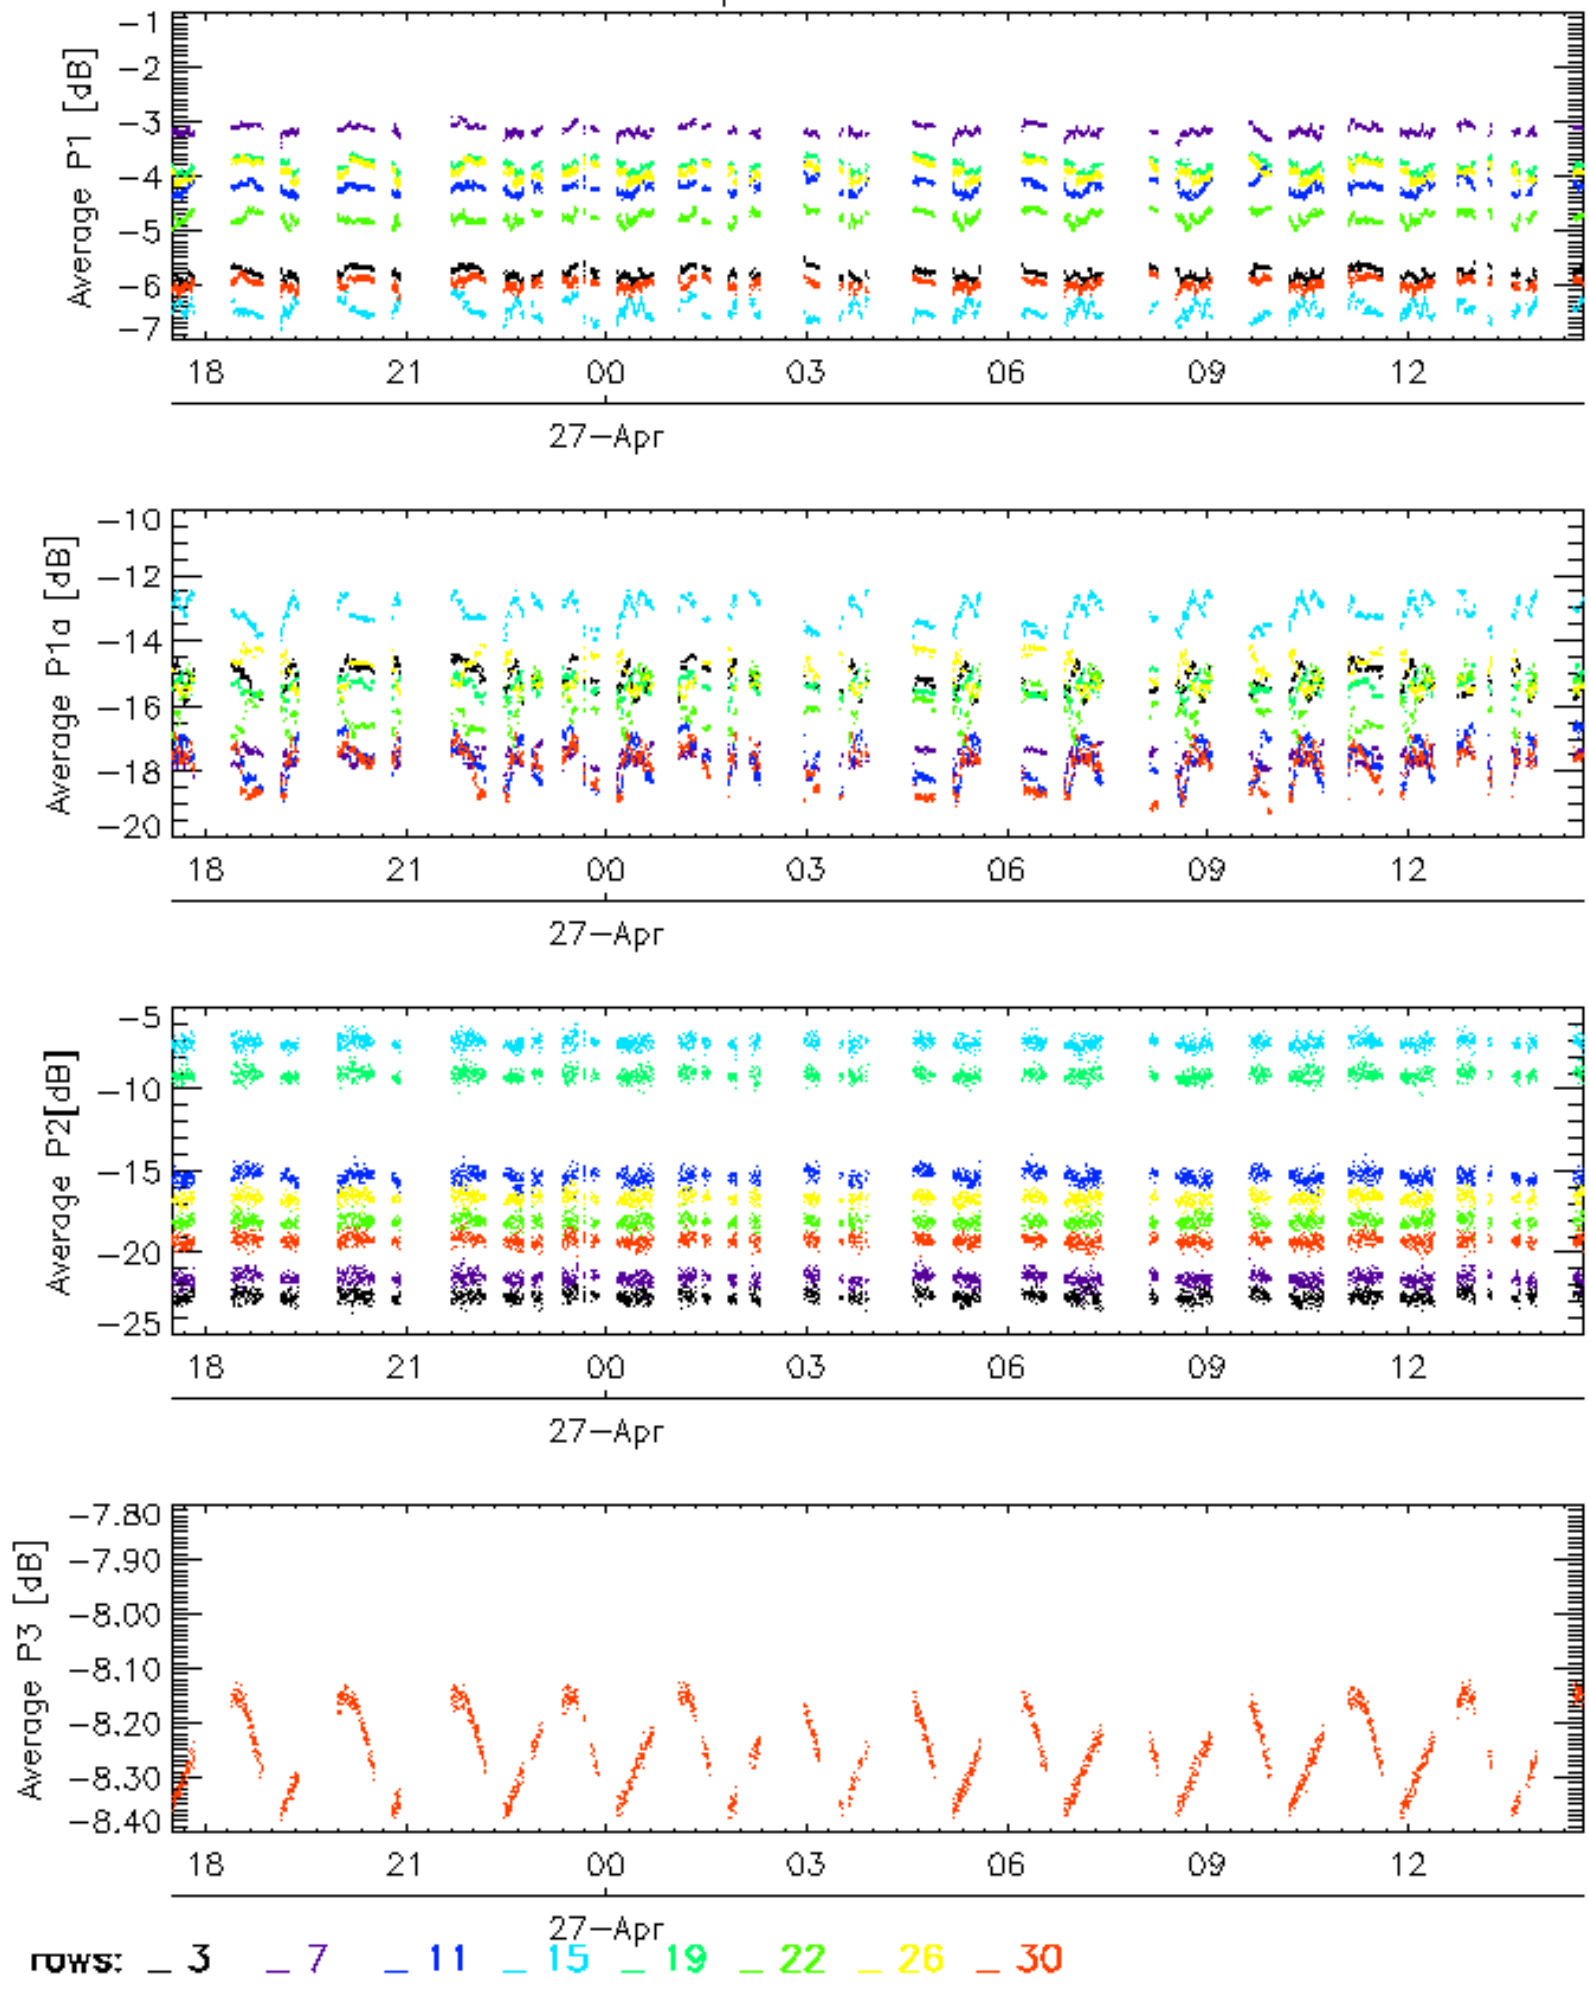 Average P1 [dB]
-1
-2
-3
-4
-5
-6
-7
18 21 00 03 06 09 12
27-Apr
Average P1a [dB]
-10
-12
-14
-16
-18
-20
18 21 00 03 06 09 12
27-Apr
Average P2[dB]
-5
-10
-15
-20
-25
18 21 00 03 06 09 12
27-Apr
Average P3 [dB]
-7.80
-7.90
-8.00
-8.10
-8.20
-8.30
-8.40
18 21 00 03 06 09 12
27-Apr
rows: _ 3 _ 7 _ 11 _ 15 _ 19 _ 22 _ 26 _ 30